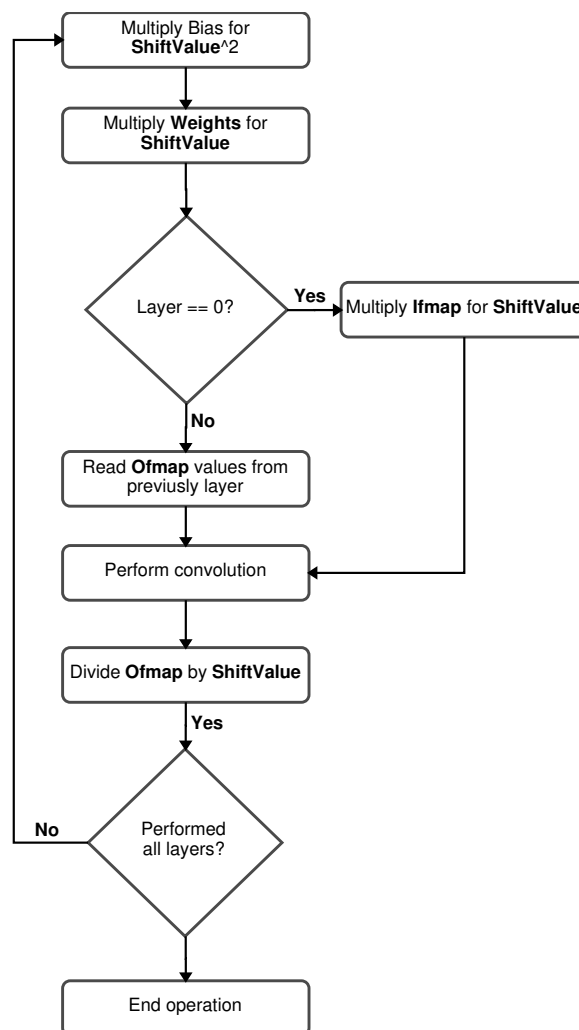 Multiply Bias for
ShiftValue^2
Multiply Weights for
ShiftValue
Layer == 0?
Yes
Multiply Ifmap for ShiftValue
No
Read Ofmap values from
previusly layer
Perform convolution
Divide Ofmap by ShiftValue
Yes
No
Performed
all layers?
End operation